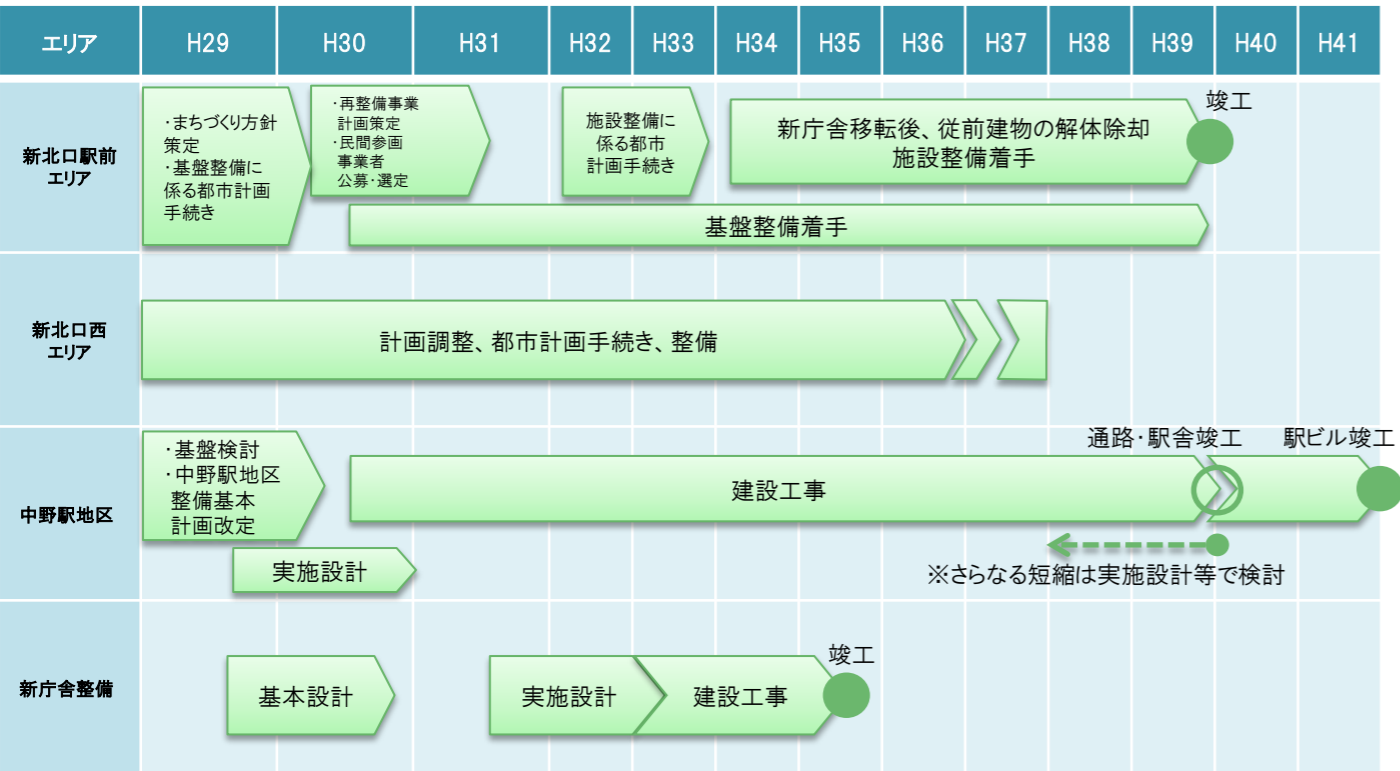 エリア
H29
H30
H31
H32
H33
H34
H35
H36
H37
H38
H39
H40
H41
新北口駅前
エリア
・まちづくり方針
策定
・基盤整備に
係る都市計画
手続き
・再整備事業
計画策定
・民間参画
事業者
公募・選定
施設整備に
係る都市
計画手続き
新庁舎移転後、従前建物の解体除却
施設整備着手
竣工
基盤整備着手
新北口西
エリア
計画調整、都市計画手続き、整備
中野駅地区
・基盤検討
・中野駅地区
整備基本
計画改定
実施設計
建設工事
通路・駅舎竣工
駅ビル竣工
※さらなる短縮は実施設計等で検討
新庁舎整備
基本設計
実施設計
建設工事
竣工